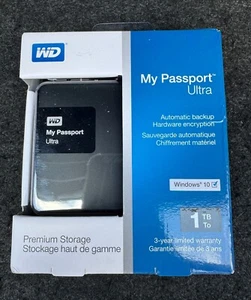 WD
My Passport™
Ultra
Automatic backup
Hardware encryption
Sauvegarde automatique
Chiffrement matériel
WD
My Passport
Ultra
Windows® 10
1 TB
To
3-year limited warranty
Garantie limitée de 3 ans
Premium Storage
Stockage haut de gamme